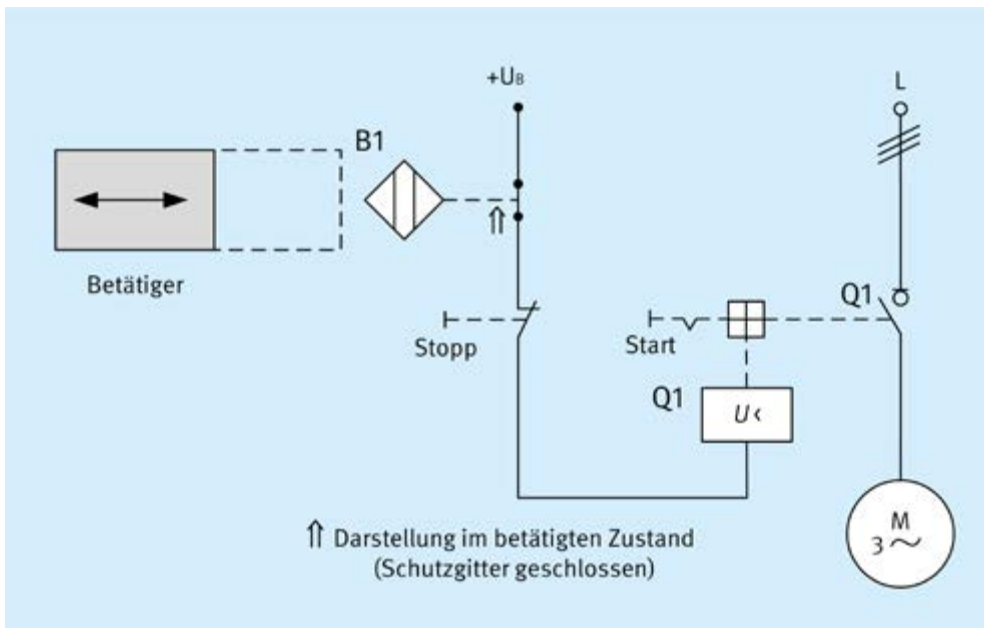 +UB
L
B1
Betätiger
Q1
Stopp
Start
Q1
U<
M
3~
⇑ Darstellung im betätigten Zustand
(Schutzgitter geschlossen)